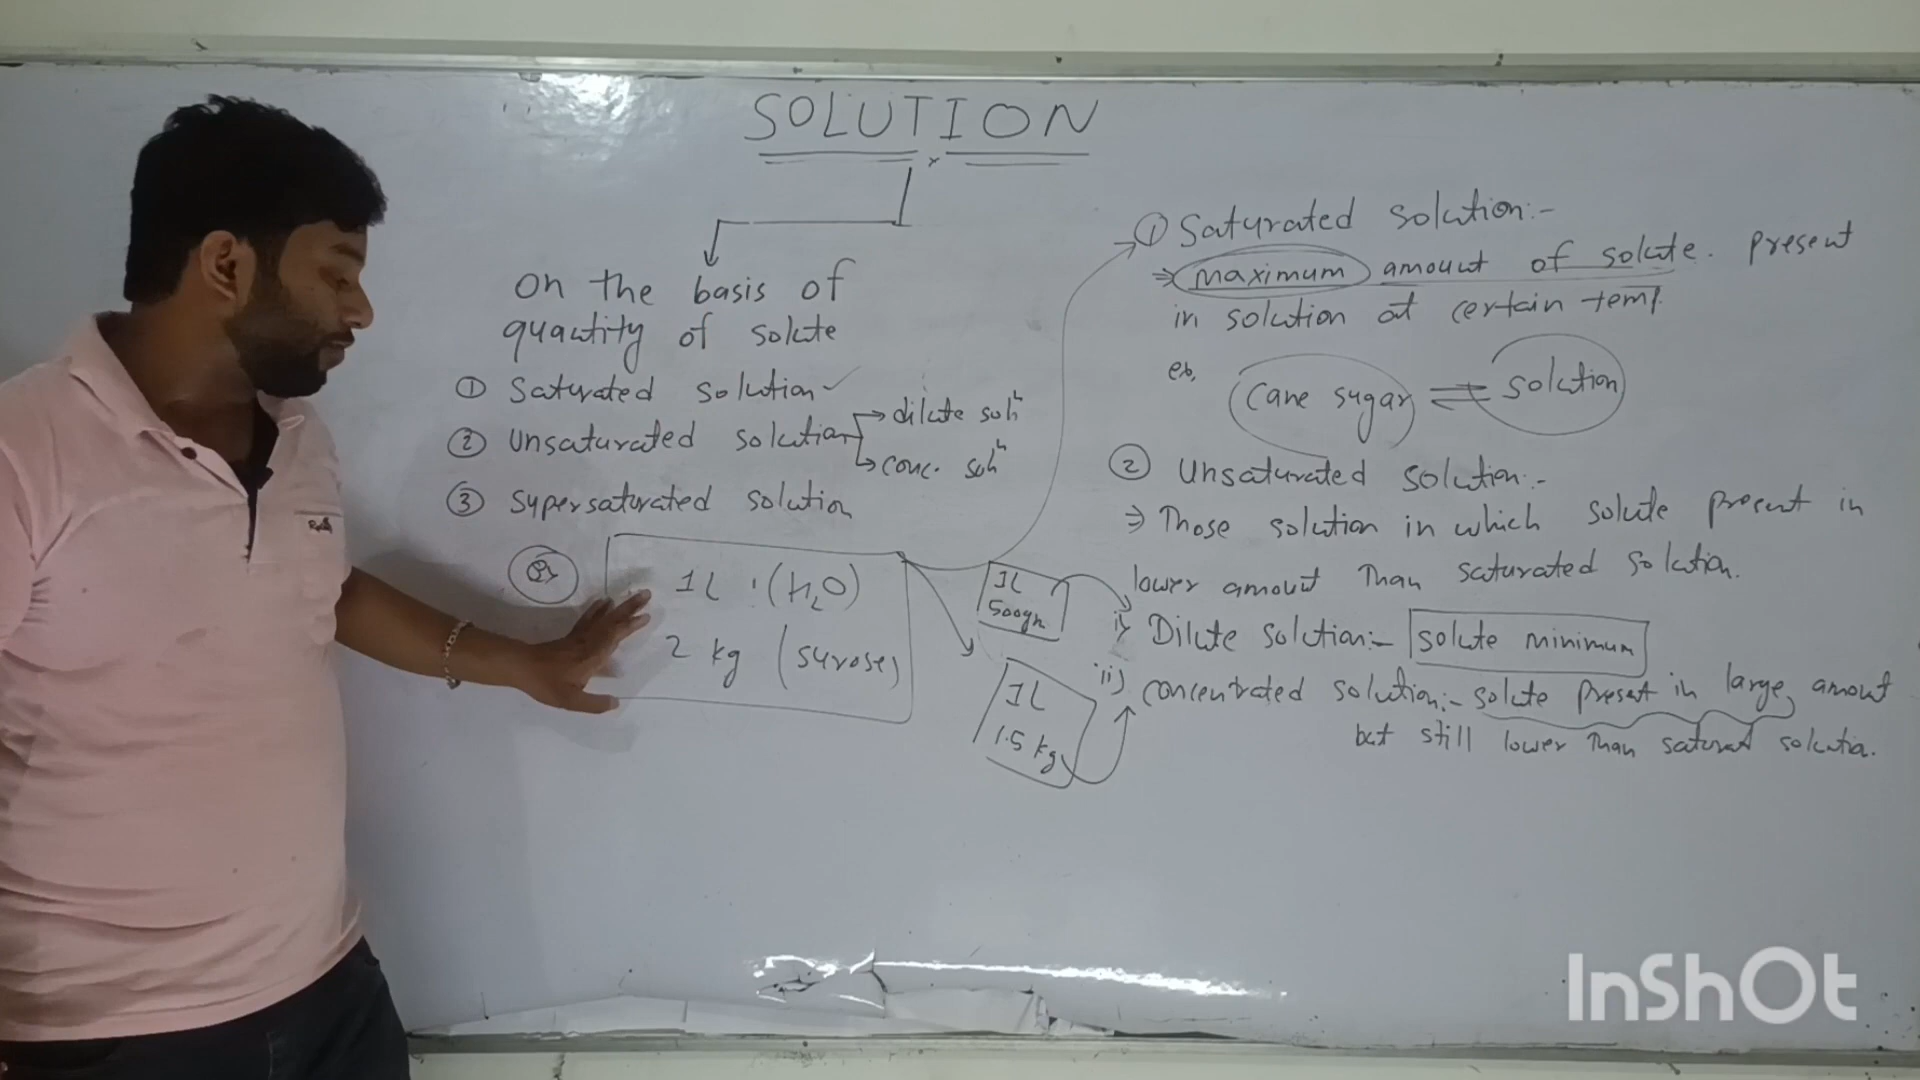 SOLUTION
on the basis of
quantity of solute
① Saturated solution
② Unsaturated solution → dilute solⁿ
→ conc. solⁿ
③ Supersaturated solution
1L (H₂O)
2 kg (surose)
1L
500gm
1L
1.5 kg
① Saturated solution:-
⇒ maximum amount of solute. present
in solution at certain temp.
ex.
cane sugar ⇌ solution
② Unsaturated solution:-
⇒ Those solution in which solute present in
lower amount Than saturated solution.
i) Dilute solution:- solute minimum
ii) concentrated solution:- solute present in large amount
but still lower Than saturat solutia.
InShOt